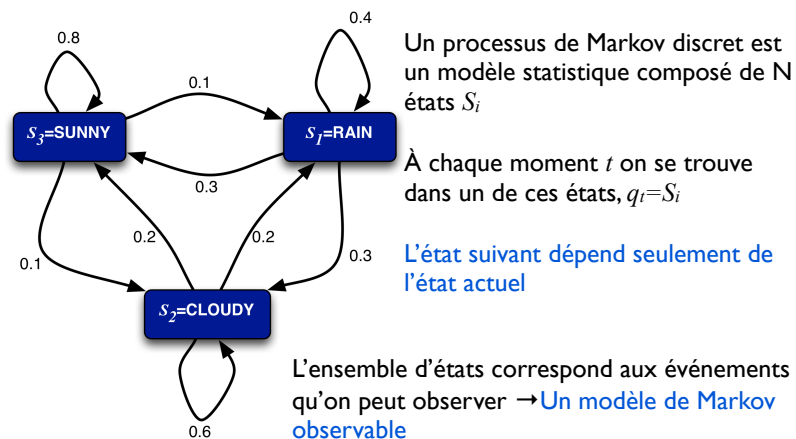 0.8
0.4
0.1
s3=SUNNY
s1=RAIN
0.3
0.2
0.2
0.1
0.3
s2=CLOUDY
0.6
Un processus de Markov discret est
un modèle statistique composé de N
états Si
À chaque moment t on se trouve
dans un de ces états, qt=Si
L'état suivant dépend seulement de
l'état actuel
L'ensemble d'états correspond aux événements
qu'on peut observer →Un modèle de Markov
observable